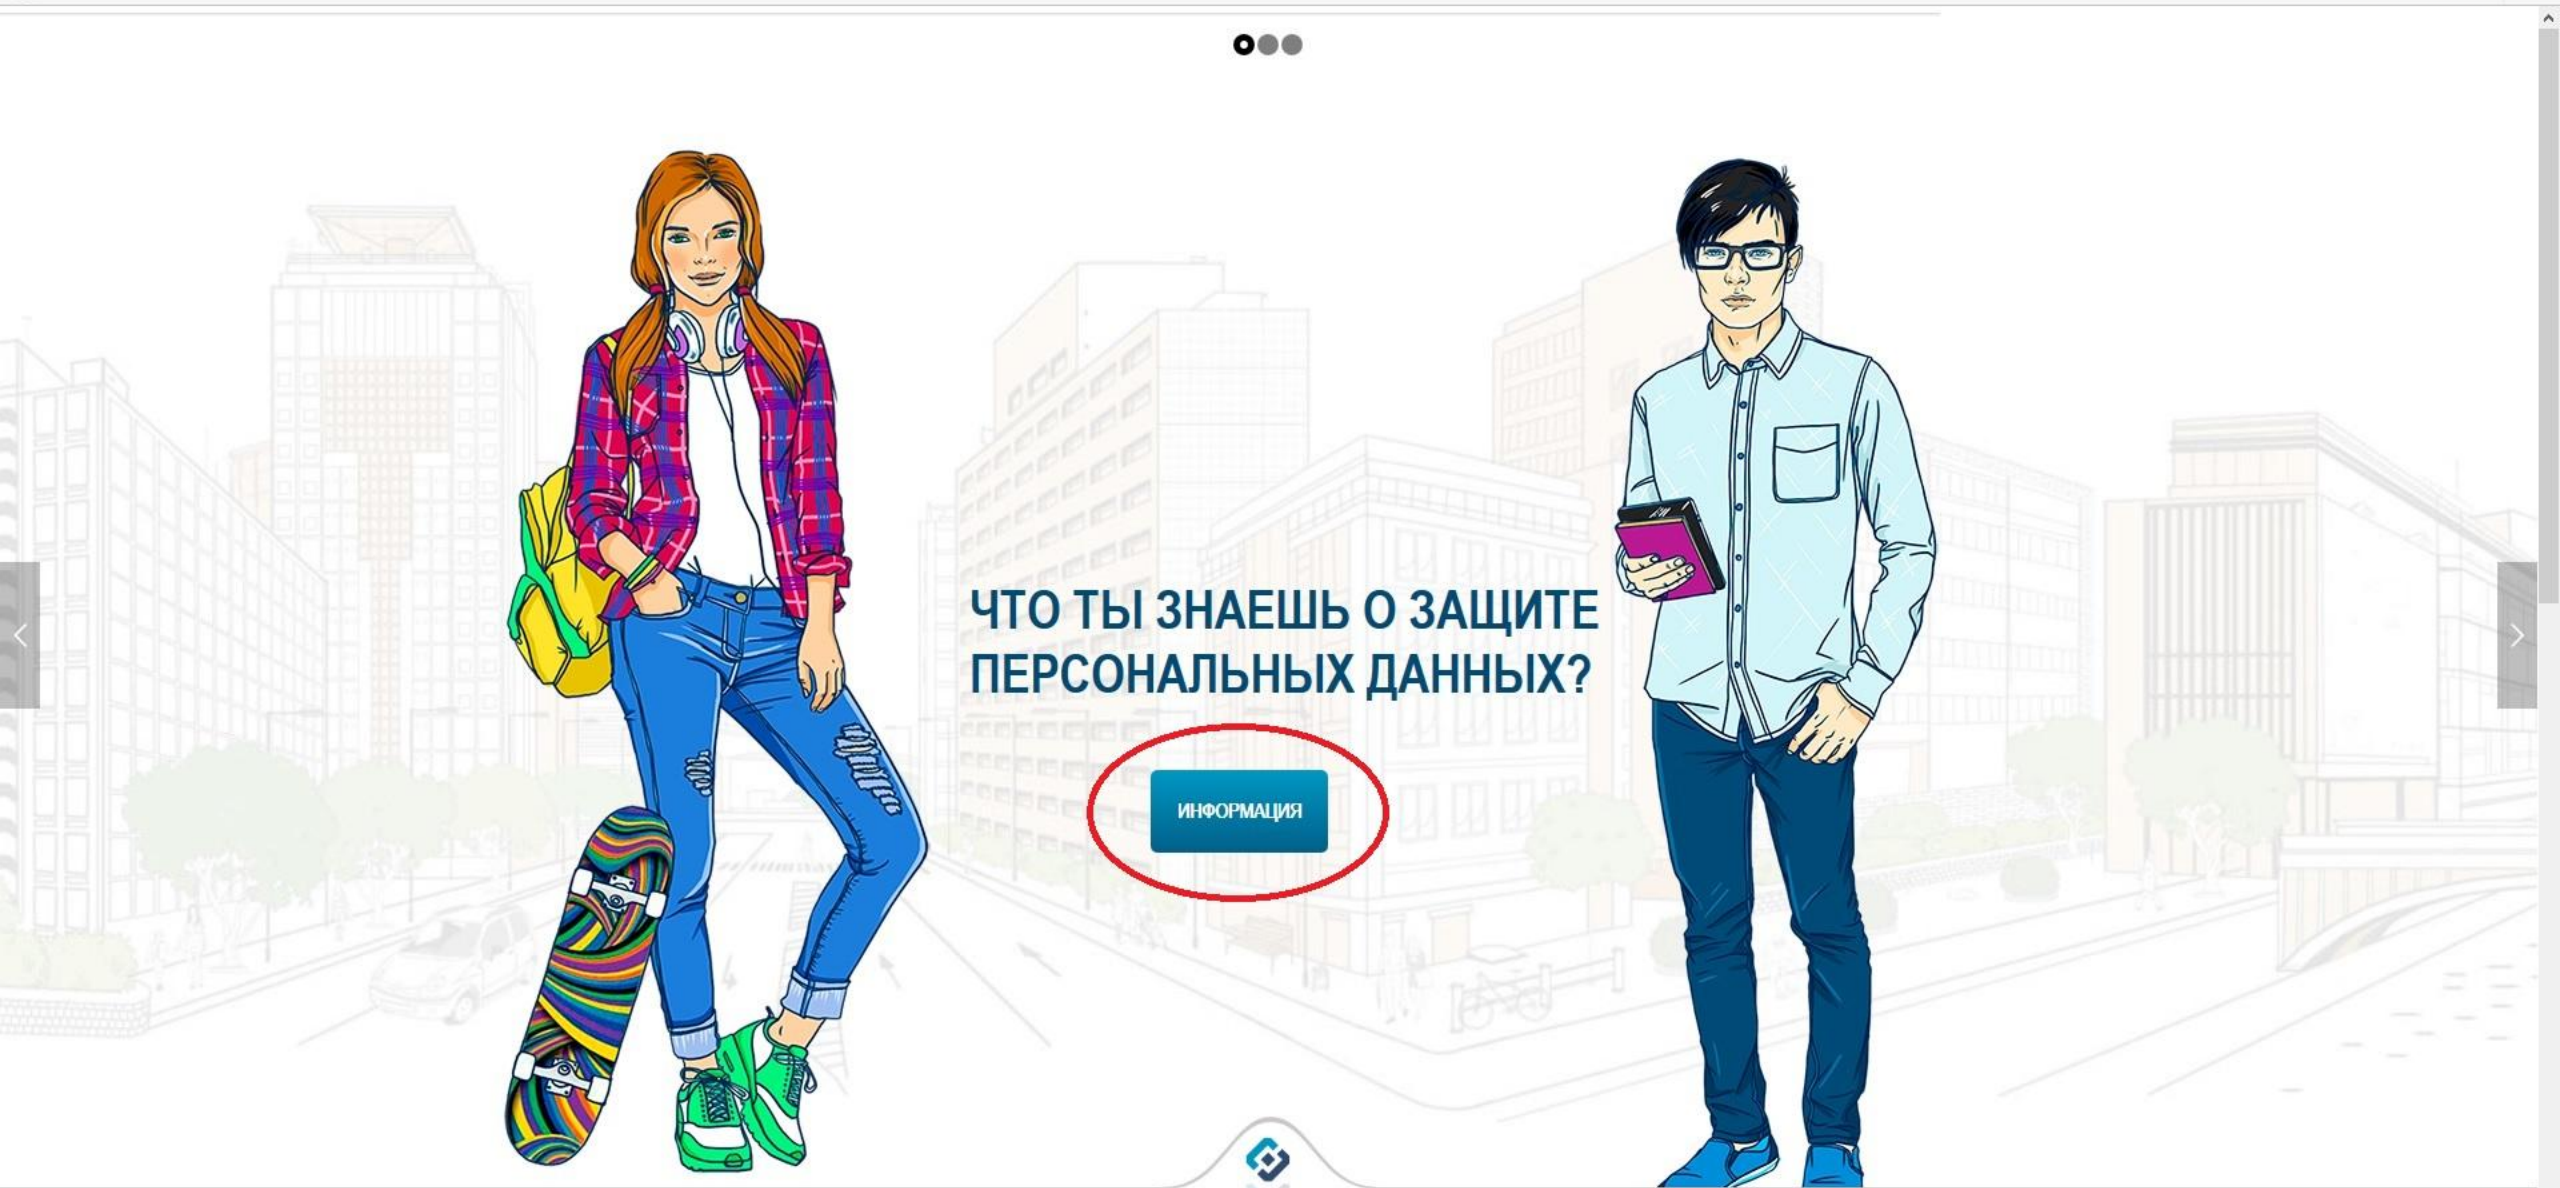 ЧТО ТЫ ЗНАЕШЬ О ЗАЩИТЕ
ПЕРСОНАЛЬНЫХ ДАННЫХ?
ИНФОРМАЦИЯ